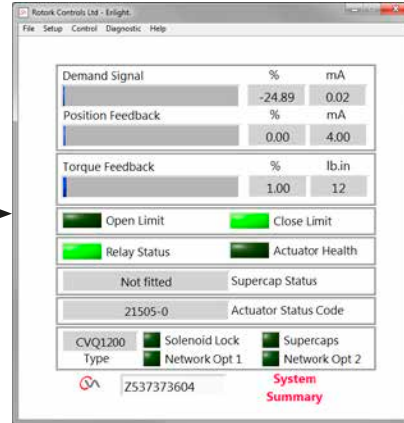 Rotork Controls Ltd - Enlight.
File Setup Control Diagnostic Help
Demand Signal % mA
-24.89 0.02
Position Feedback % mA
0.00 4.00
Torque Feedback % lb.in
1.00 12
Open Limit Close Limit
Relay Status Actuator Health
Not fitted Supercap Status
21505-0 Actuator Status Code
CVQ1200 Solenoid Lock Supercaps
Type Network Opt 1 Network Opt 2
Z537373604 System
Summary